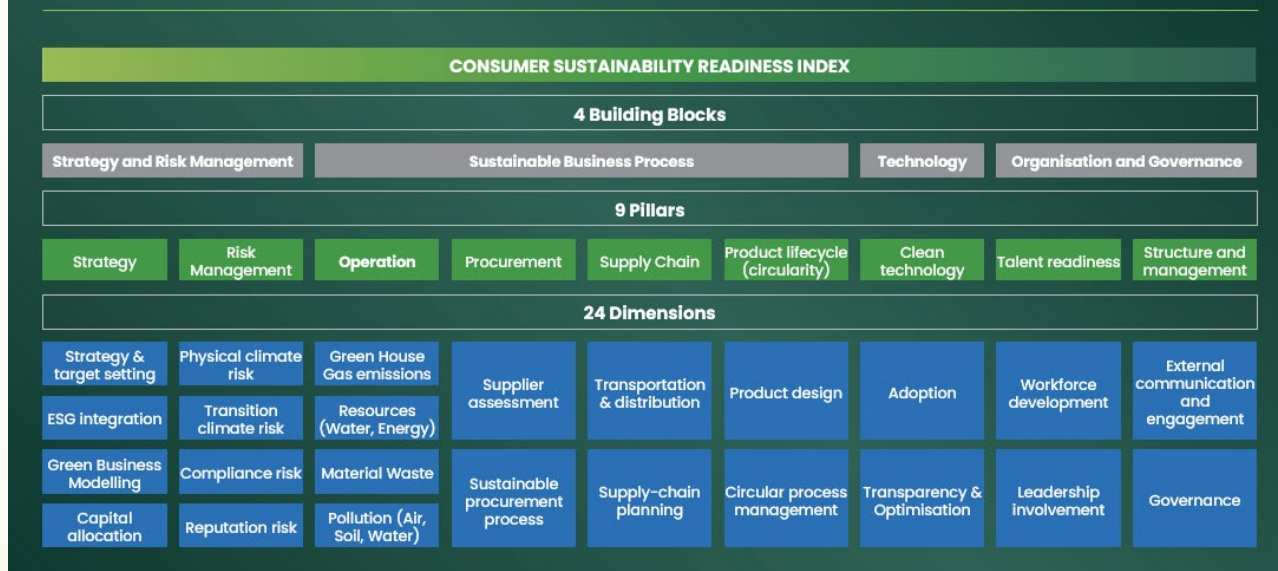 CONSUMER SUSTAINABILITY READINESS INDEX
4 Building Blocks
Strategy and Risk Management
Sustainable Business Process
Technology
Organisation and Governance
9 Pillars
Strategy
Risk
Management
Operation
Procurement
Supply Chain
Product lifecycle
(circularity)
Clean
technology
Talent readiness
Structure and
management
24 Dimensions
Strategy &
target setting
Physical climate
risk
Green House
Gas emissions
Supplier
assessment
Transportation
& distribution
Product design
Adoption
Workforce
development
External
communication
and
engagement
ESG integration
Transition
climate risk
Resources
(Water, Energy)
Green Business
Modelling
Compliance risk
Material Waste
Sustainable
procurement
process
Supply-chain
planning
Circular process
management
Transparency &
Optimisation
Leadership
involvement
Governance
Capital
allocation
Reputation risk
Pollution (Air,
Soil, Water)